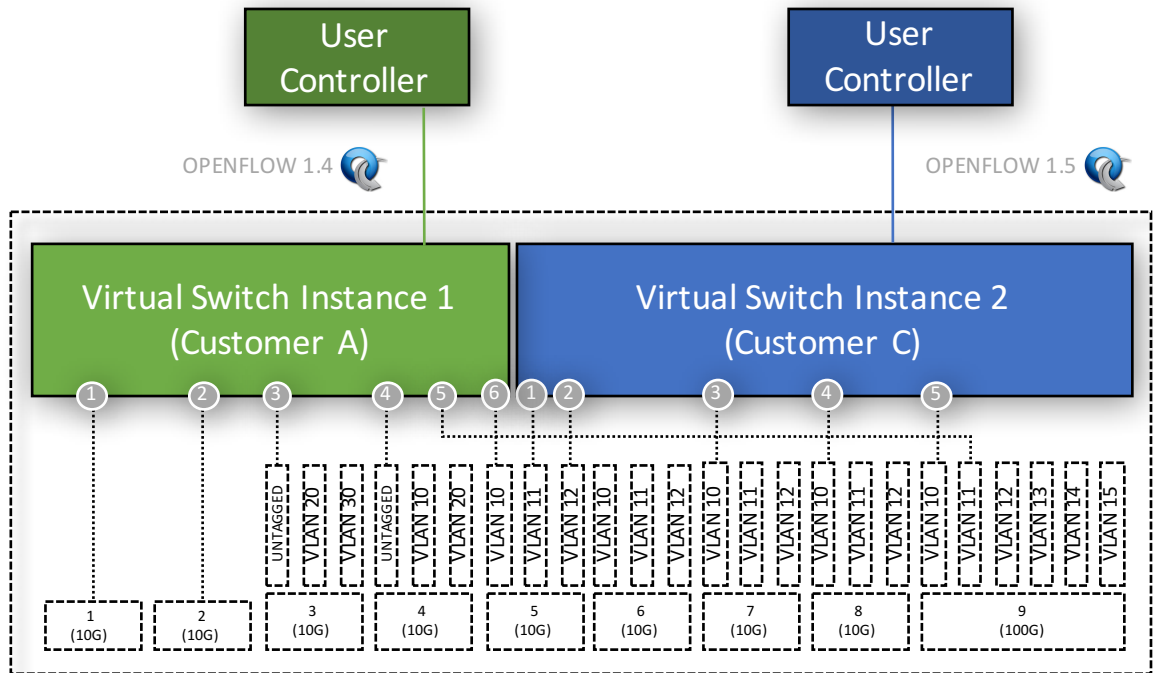 User
Controller
User
Controller
OPENFLOW 1.4
OPENFLOW 1.5
Virtual Switch Instance 1
(Customer A)
Virtual Switch Instance 2
(Customer C)
1
2
3
4
5
6
1
2
3
4
5
UNTAGGED
VLAN 20
VLAN 30
UNTAGGED
VLAN 10
VLAN 20
VLAN 10
VLAN 11
VLAN 12
VLAN 10
VLAN 11
VLAN 12
VLAN 10
VLAN 11
VLAN 12
VLAN 10
VLAN 11
VLAN 12
VLAN 10
VLAN 11
VLAN 12
VLAN 13
VLAN 14
VLAN 15
1
(10G)
2
(10G)
3
(10G)
4
(10G)
5
(10G)
6
(10G)
7
(10G)
8
(10G)
9
(100G)